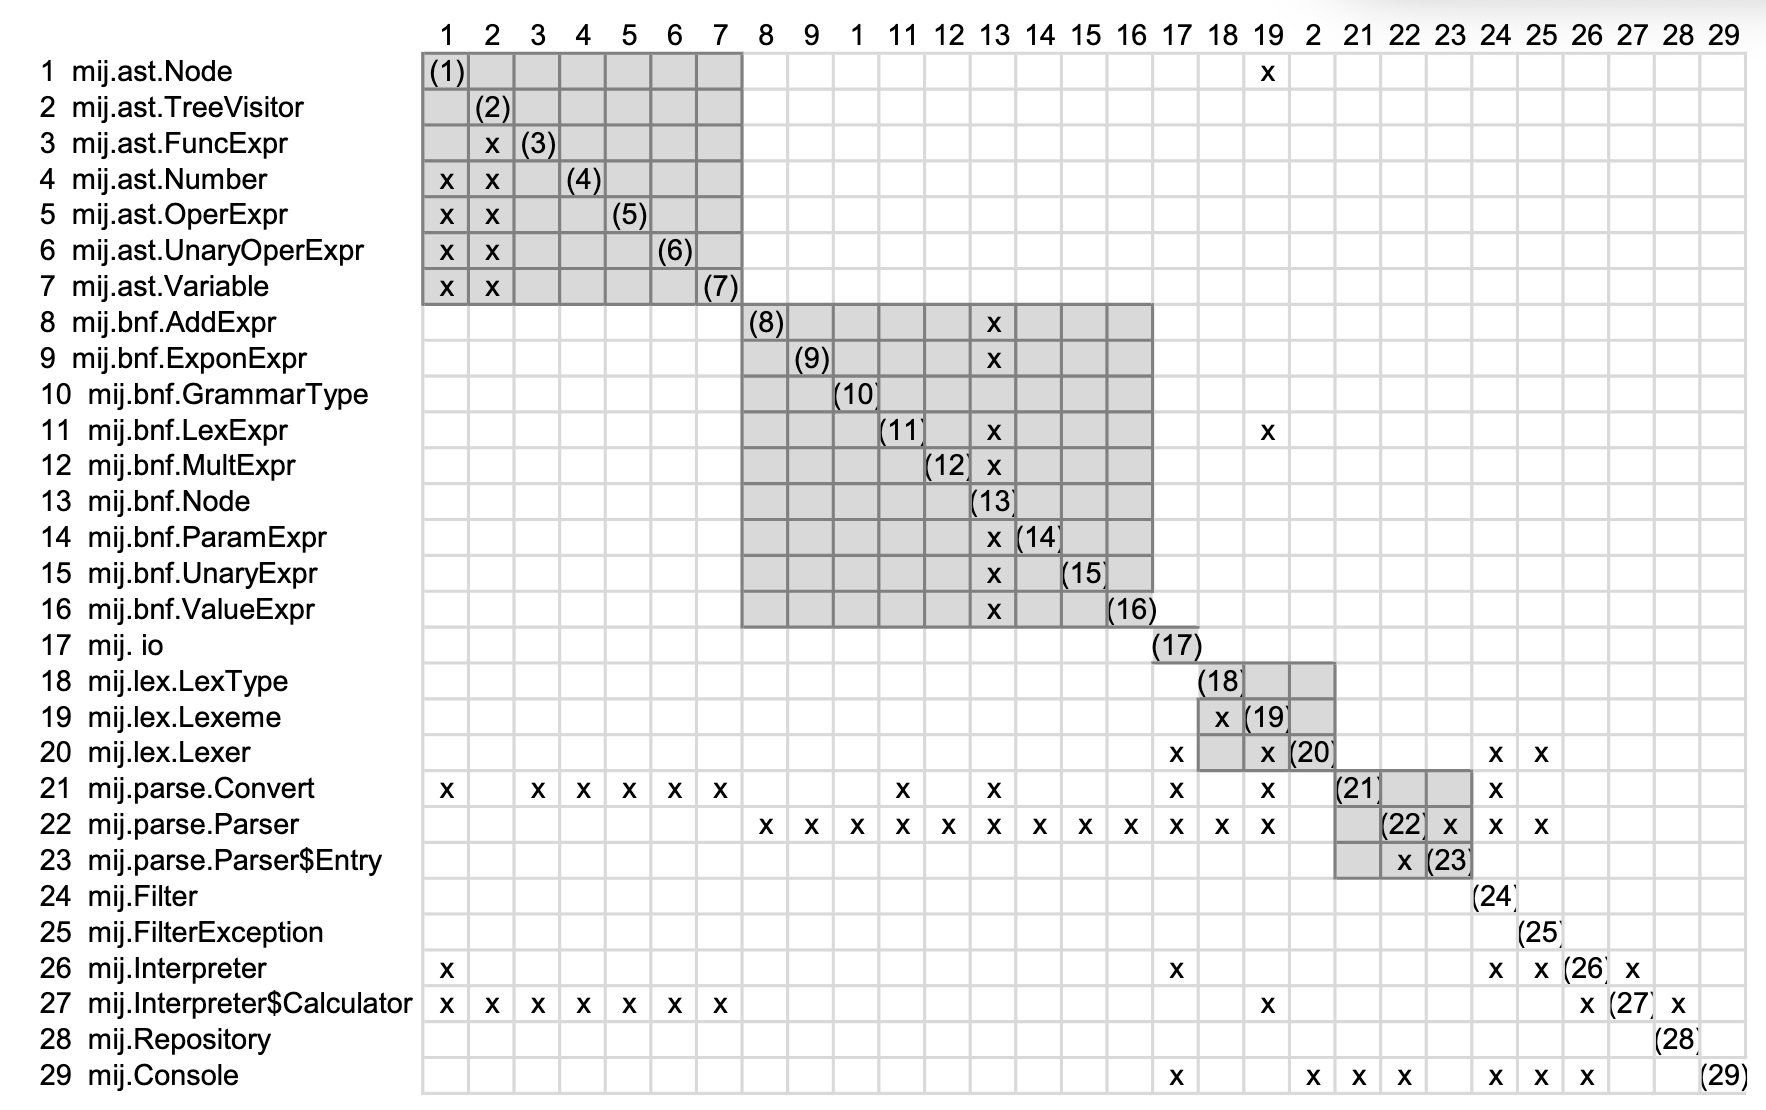 1 2 3 4 5 6 7 8 9 1 11 12 13 14 15 16 17 18 19 2 21 22 23 24 25 26 27 28 29
1 mij.ast.Node (1) x
2 mij.ast.TreeVisitor (2)
3 mij.ast.FuncExpr x (3)
4 mij.ast.Number x x (4)
5 mij.ast.OperExpr x x (5)
6 mij.ast.UnaryOperExpr x x (6)
7 mij.ast.Variable x x (7)
8 mij.bnf.AddExpr (8) x
9 mij.bnf.ExponExpr (9) x
10 mij.bnf.GrammarType (10)
11 mij.bnf.LexExpr (11) x x
12 mij.bnf.MultExpr (12) x
13 mij.bnf.Node (13)
14 mij.bnf.ParamExpr x (14)
15 mij.bnf.UnaryExpr x (15)
16 mij.bnf.ValueExpr x (16)
17 mij. io (17)
18 mij.lex.LexType (18)
19 mij.lex.Lexeme x (19)
20 mij.lex.Lexer x x (20) x x
21 mij.parse.Convert x x x x x x x x x x (21) x
22 mij.parse.Parser x x x x x x x x x x x x (22) x x x
23 mij.parse.Parser$Entry x (23)
24 mij.Filter (24)
25 mij.FilterException (25)
26 mij.Interpreter x x x x (26) x
27 mij.Interpreter$Calculator x x x x x x x x x (27) x
28 mij.Repository (28)
29 mij.Console x x x x x x x (29)